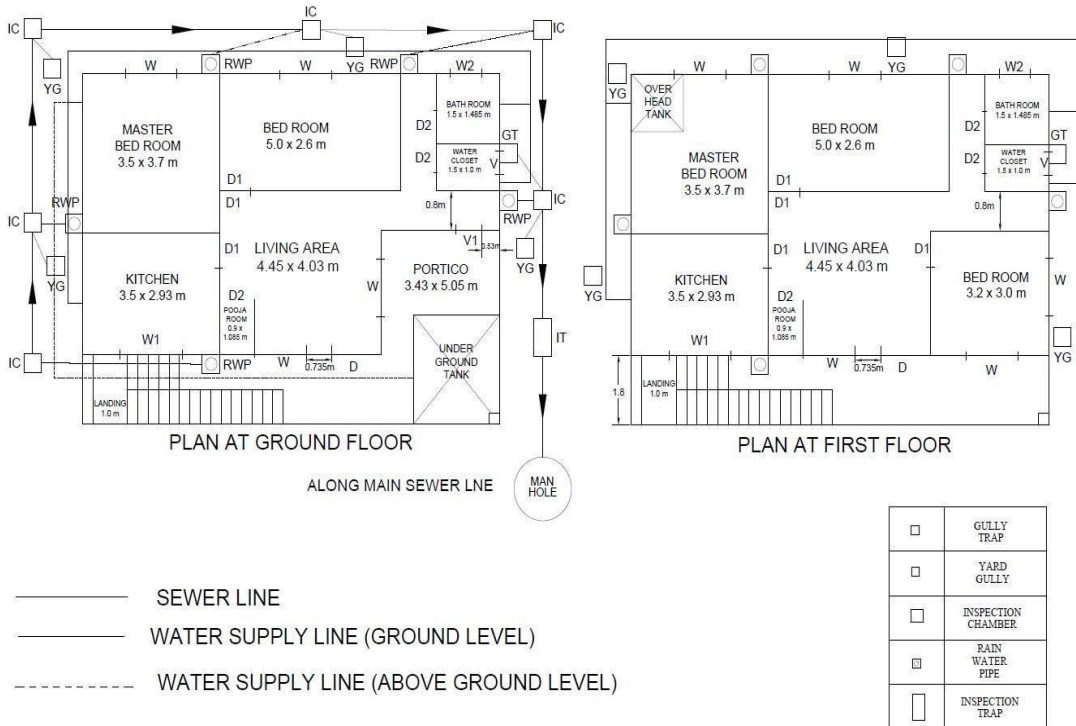 IC
IC
IC
YG
RWP
YG
RWP
W
W
W2
MASTER
BED ROOM
3.5 x 3.7 m
BED ROOM
5.0 x 2.6 m
BATH ROOM
1.5 x 1.485 m
D2
GT
D2
WATER
CLOSET
1.5 x 1.0 m
V
D1
D1
0.8m
IC
RWP
IC
RWP
V1
0.53m
YG
YG
D1
LIVING AREA
4.45 x 4.03 m
W
PORTICO
3.43 x 5.05 m
KITCHEN
3.5 x 2.93 m
D2
POOJA
ROOM
0.9 x
1.085 m
W1
IC
RWP
W
0.735m
D
UNDER
GROUND
TANK
IT
LANDING
1.0 m
PLAN AT GROUND FLOOR
ALONG MAIN SEWER LNE
MAN
HOLE
YG
YG
W
W
W2
OVER
HEAD
TANK
MASTER
BED ROOM
3.5 x 3.7 m
BED ROOM
5.0 x 2.6 m
BATH ROOM
1.5 x 1.485 m
D2
GT
D2
WATER
CLOSET
1.5 x 1.0 m
V
D1
D1
0.8m
YG
D1
LIVING AREA
4.45 x 4.03 m
D1
BED ROOM
3.2 x 3.0 m
W
KITCHEN
3.5 x 2.93 m
D2
POOJA
ROOM
0.9 x
1.085 m
W1
W
0.735m
D
W
YG
1.8
LANDING
1.0 m
PLAN AT FIRST FLOOR
SEWER LINE
WATER SUPPLY LINE (GROUND LEVEL)
WATER SUPPLY LINE (ABOVE GROUND LEVEL)
GULLY
TRAP
YARD
GULLY
INSPECTION
CHAMBER
RAIN
WATER
PIPE
INSPECTION
TRAP